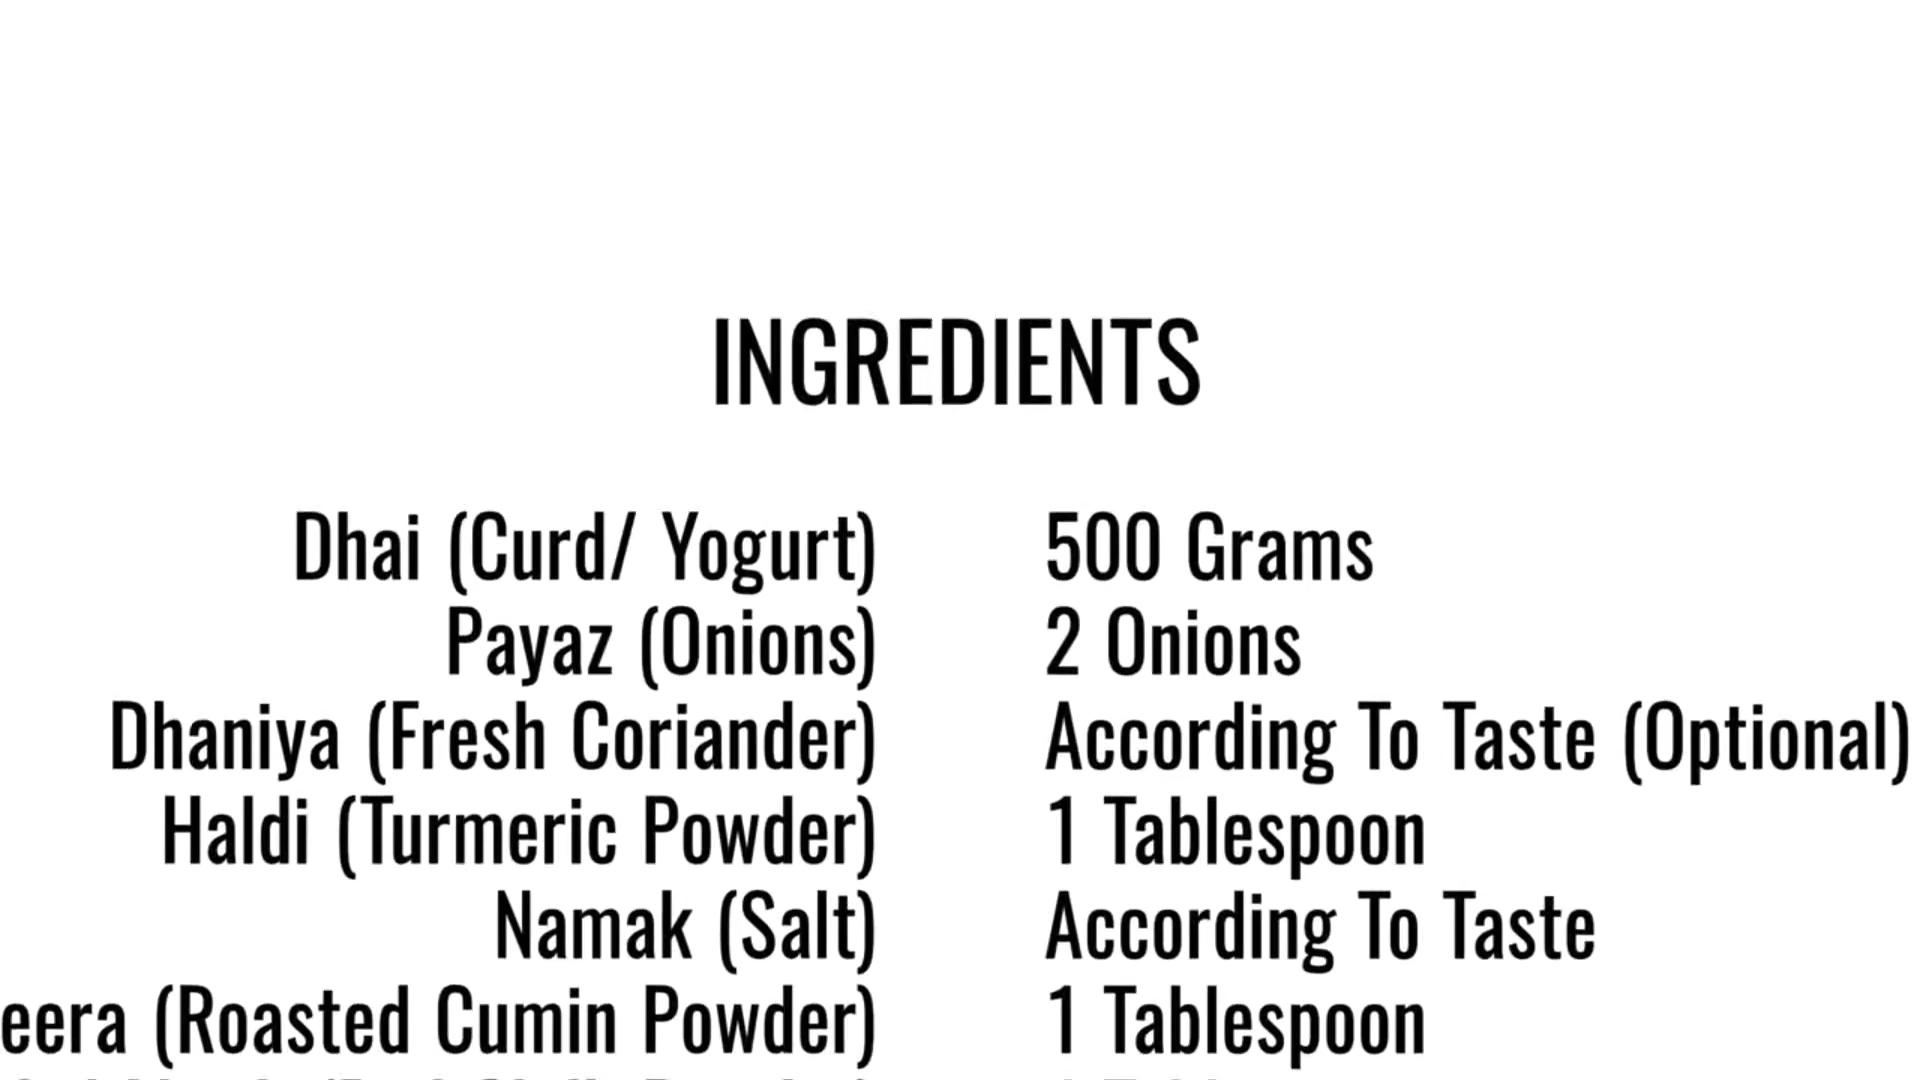 INGREDIENTS
Dhai (Curd/ Yogurt) 500 Grams
Payaz (Onions) 2 Onions
Dhaniya (Fresh Coriander) According To Taste (Optional)
Haldi (Turmeric Powder) 1 Tablespoon
Namak (Salt) According To Taste
eera (Roasted Cumin Powder) 1 Tablespoon